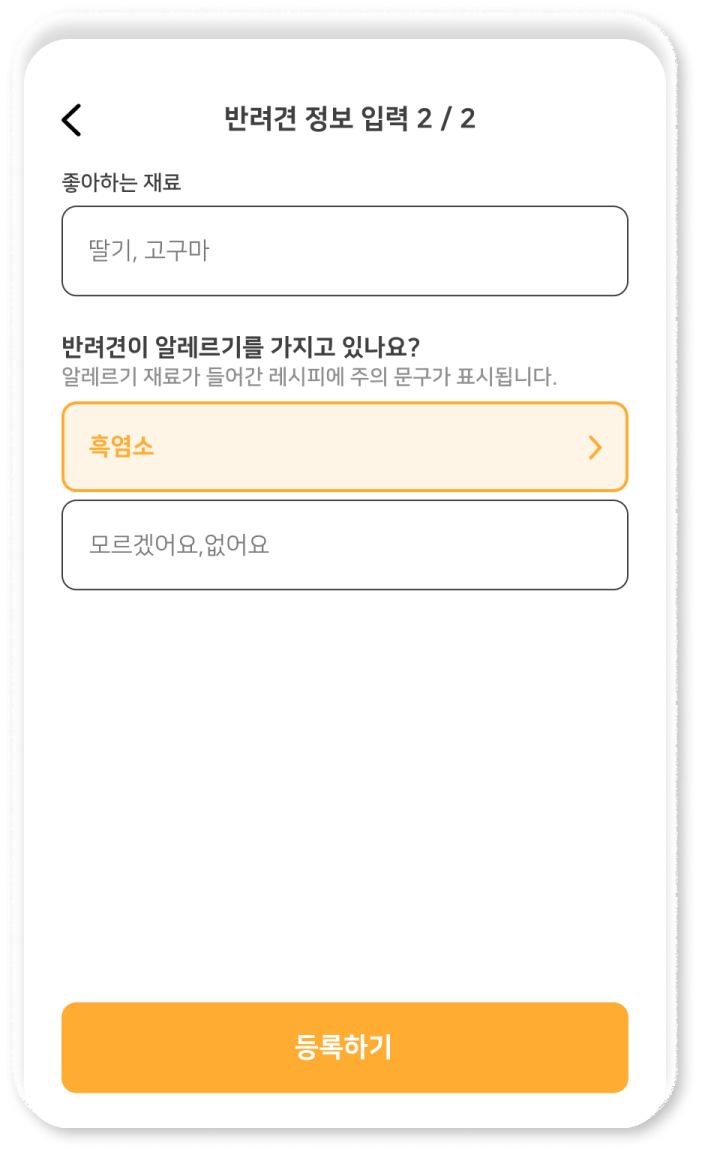 반려견 정보 입력 2 / 2
좋아하는 재료
딸기, 고구마
반려견이 알레르기를 가지고 있나요?
알레르기 재료가 들어간 레시피에 주의 문구가 표시됩니다.
흑염소
모르겠어요,없어요
등록하기